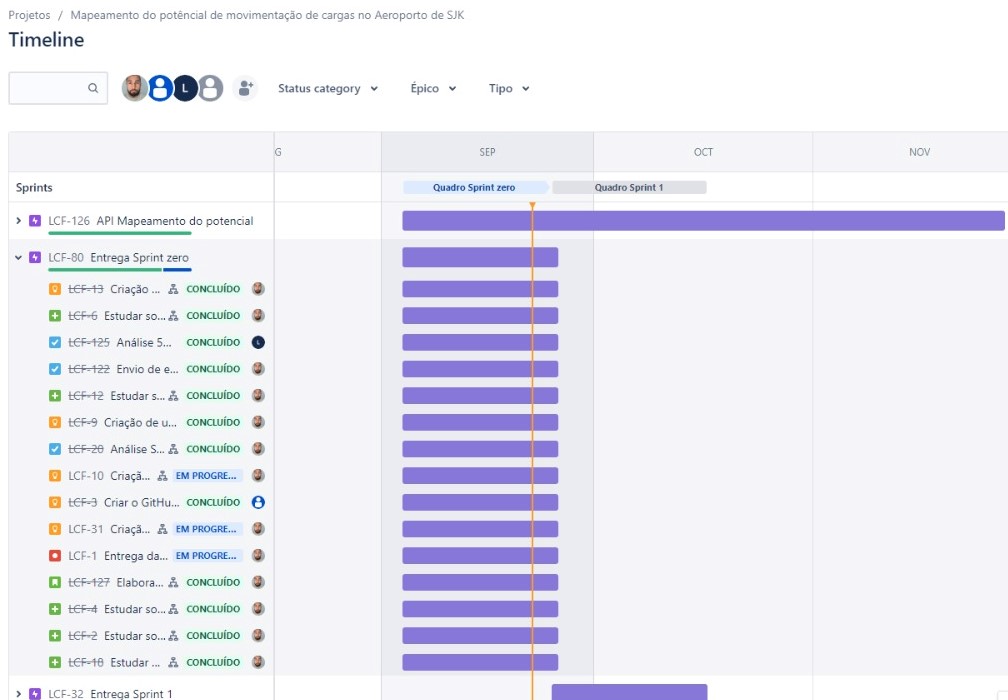 Projetos / Mapeamento do potêncial de movimentação de cargas no Aeroporto de SJK
Timeline
L Status category Épico Tipo
G SEP OCT NOV
Sprints Quadro Sprint zero Quadro Sprint 1
LCF-126 API Mapeamento do potencial
LCF-80 Entrega Sprint zero
LCF-13 Criação ... CONCLUÍDO
LCF-6 Estudar so... CONCLUÍDO
LCF-125 Análise 5... CONCLUÍDO L
LCF-122 Envio de e... CONCLUÍDO
LCF-12 Estudar s... CONCLUÍDO
LCF-9 Criação de u... CONCLUÍDO
LCF-20 Análise S... CONCLUÍDO
LCF-10 Criaçã... EM PROGRE...
LCF-3 Criar o GitHu... CONCLUÍDO
LCF-31 Criaçã... EM PROGRE...
LCF-1 Entrega da... EM PROGRE...
LCF-127 Elabora... CONCLUÍDO
LCF-4 Estudar so... CONCLUÍDO
LCF-2 Estudar so... CONCLUÍDO
LCF-18 Estudar ... CONCLUÍDO
LCF-32 Entrega Sprint 1